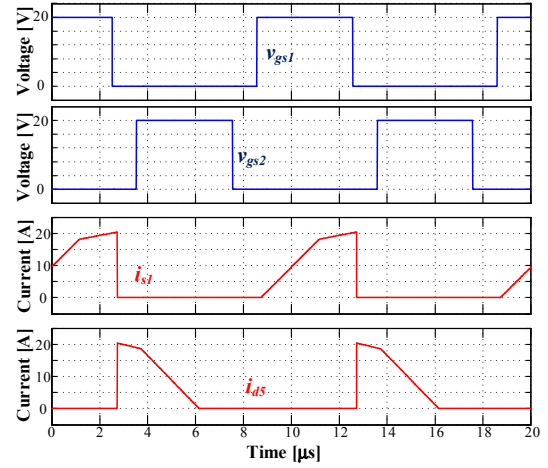 Voltage [V]
20
0
v_gs1
Voltage [V]
20
0
v_gs2
Current [A]
20
10
0
i_s1
Current [A]
20
10
0
i_d5
0 2 4 6 8 10 12 14 16 18 20
Time [μs]